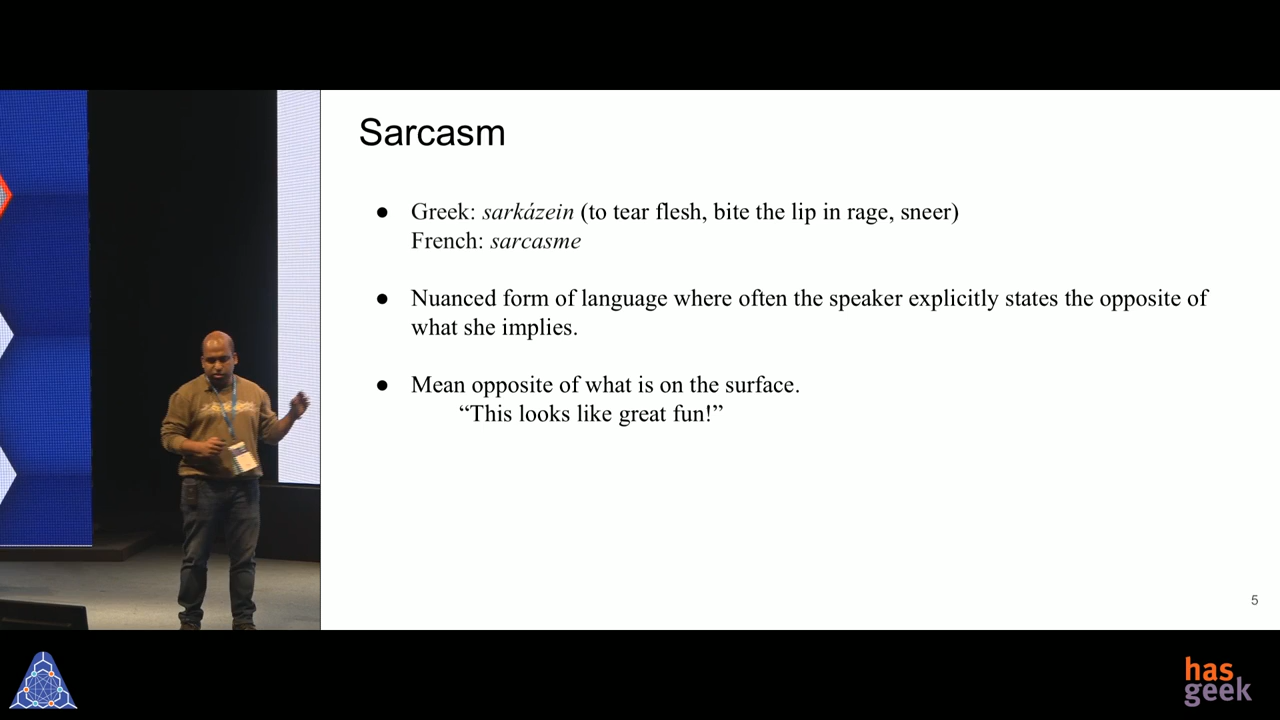 Sarcasm
● Greek: sarkázein (to tear flesh, bite the lip in rage, sneer)
French: sarcasme
● Nuanced form of language where often the speaker explicitly states the opposite of
what she implies.
● Mean opposite of what is on the surface.
“This looks like great fun!”
5
has
geek